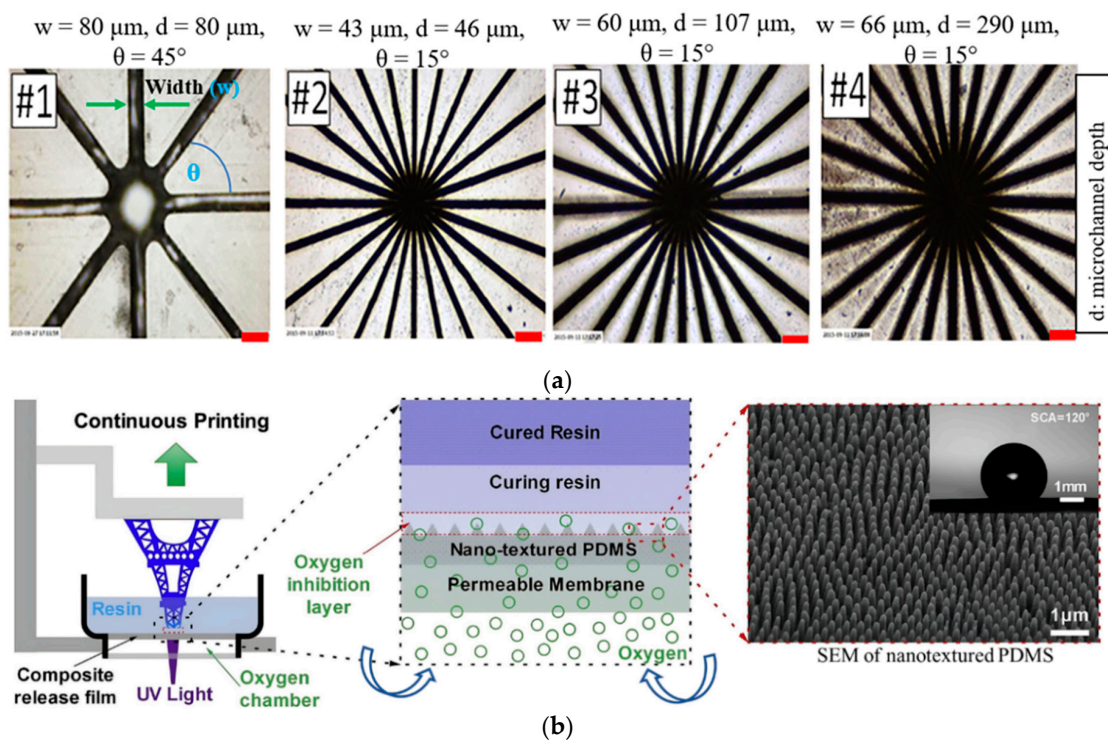 w = 80 μm, d = 80 μm,
θ = 45°
w = 43 μm, d = 46 μm,
θ = 15°
w = 60 μm, d = 107 μm,
θ = 15°
w = 66 μm, d = 290 μm,
θ = 15°
#1
Width (w)
θ
#2
#3
#4
d: microchannel depth
(a)
Continuous Printing
Resin
Composite
release film
UV Light
Oxygen
chamber
Cured Resin
Curing resin
Oxygen
inhibition
layer
Nano-textured PDMS
Permeable Membrane
Oxygen
SCA=120°
1mm
1μm
SEM of nanotextured PDMS
(b)